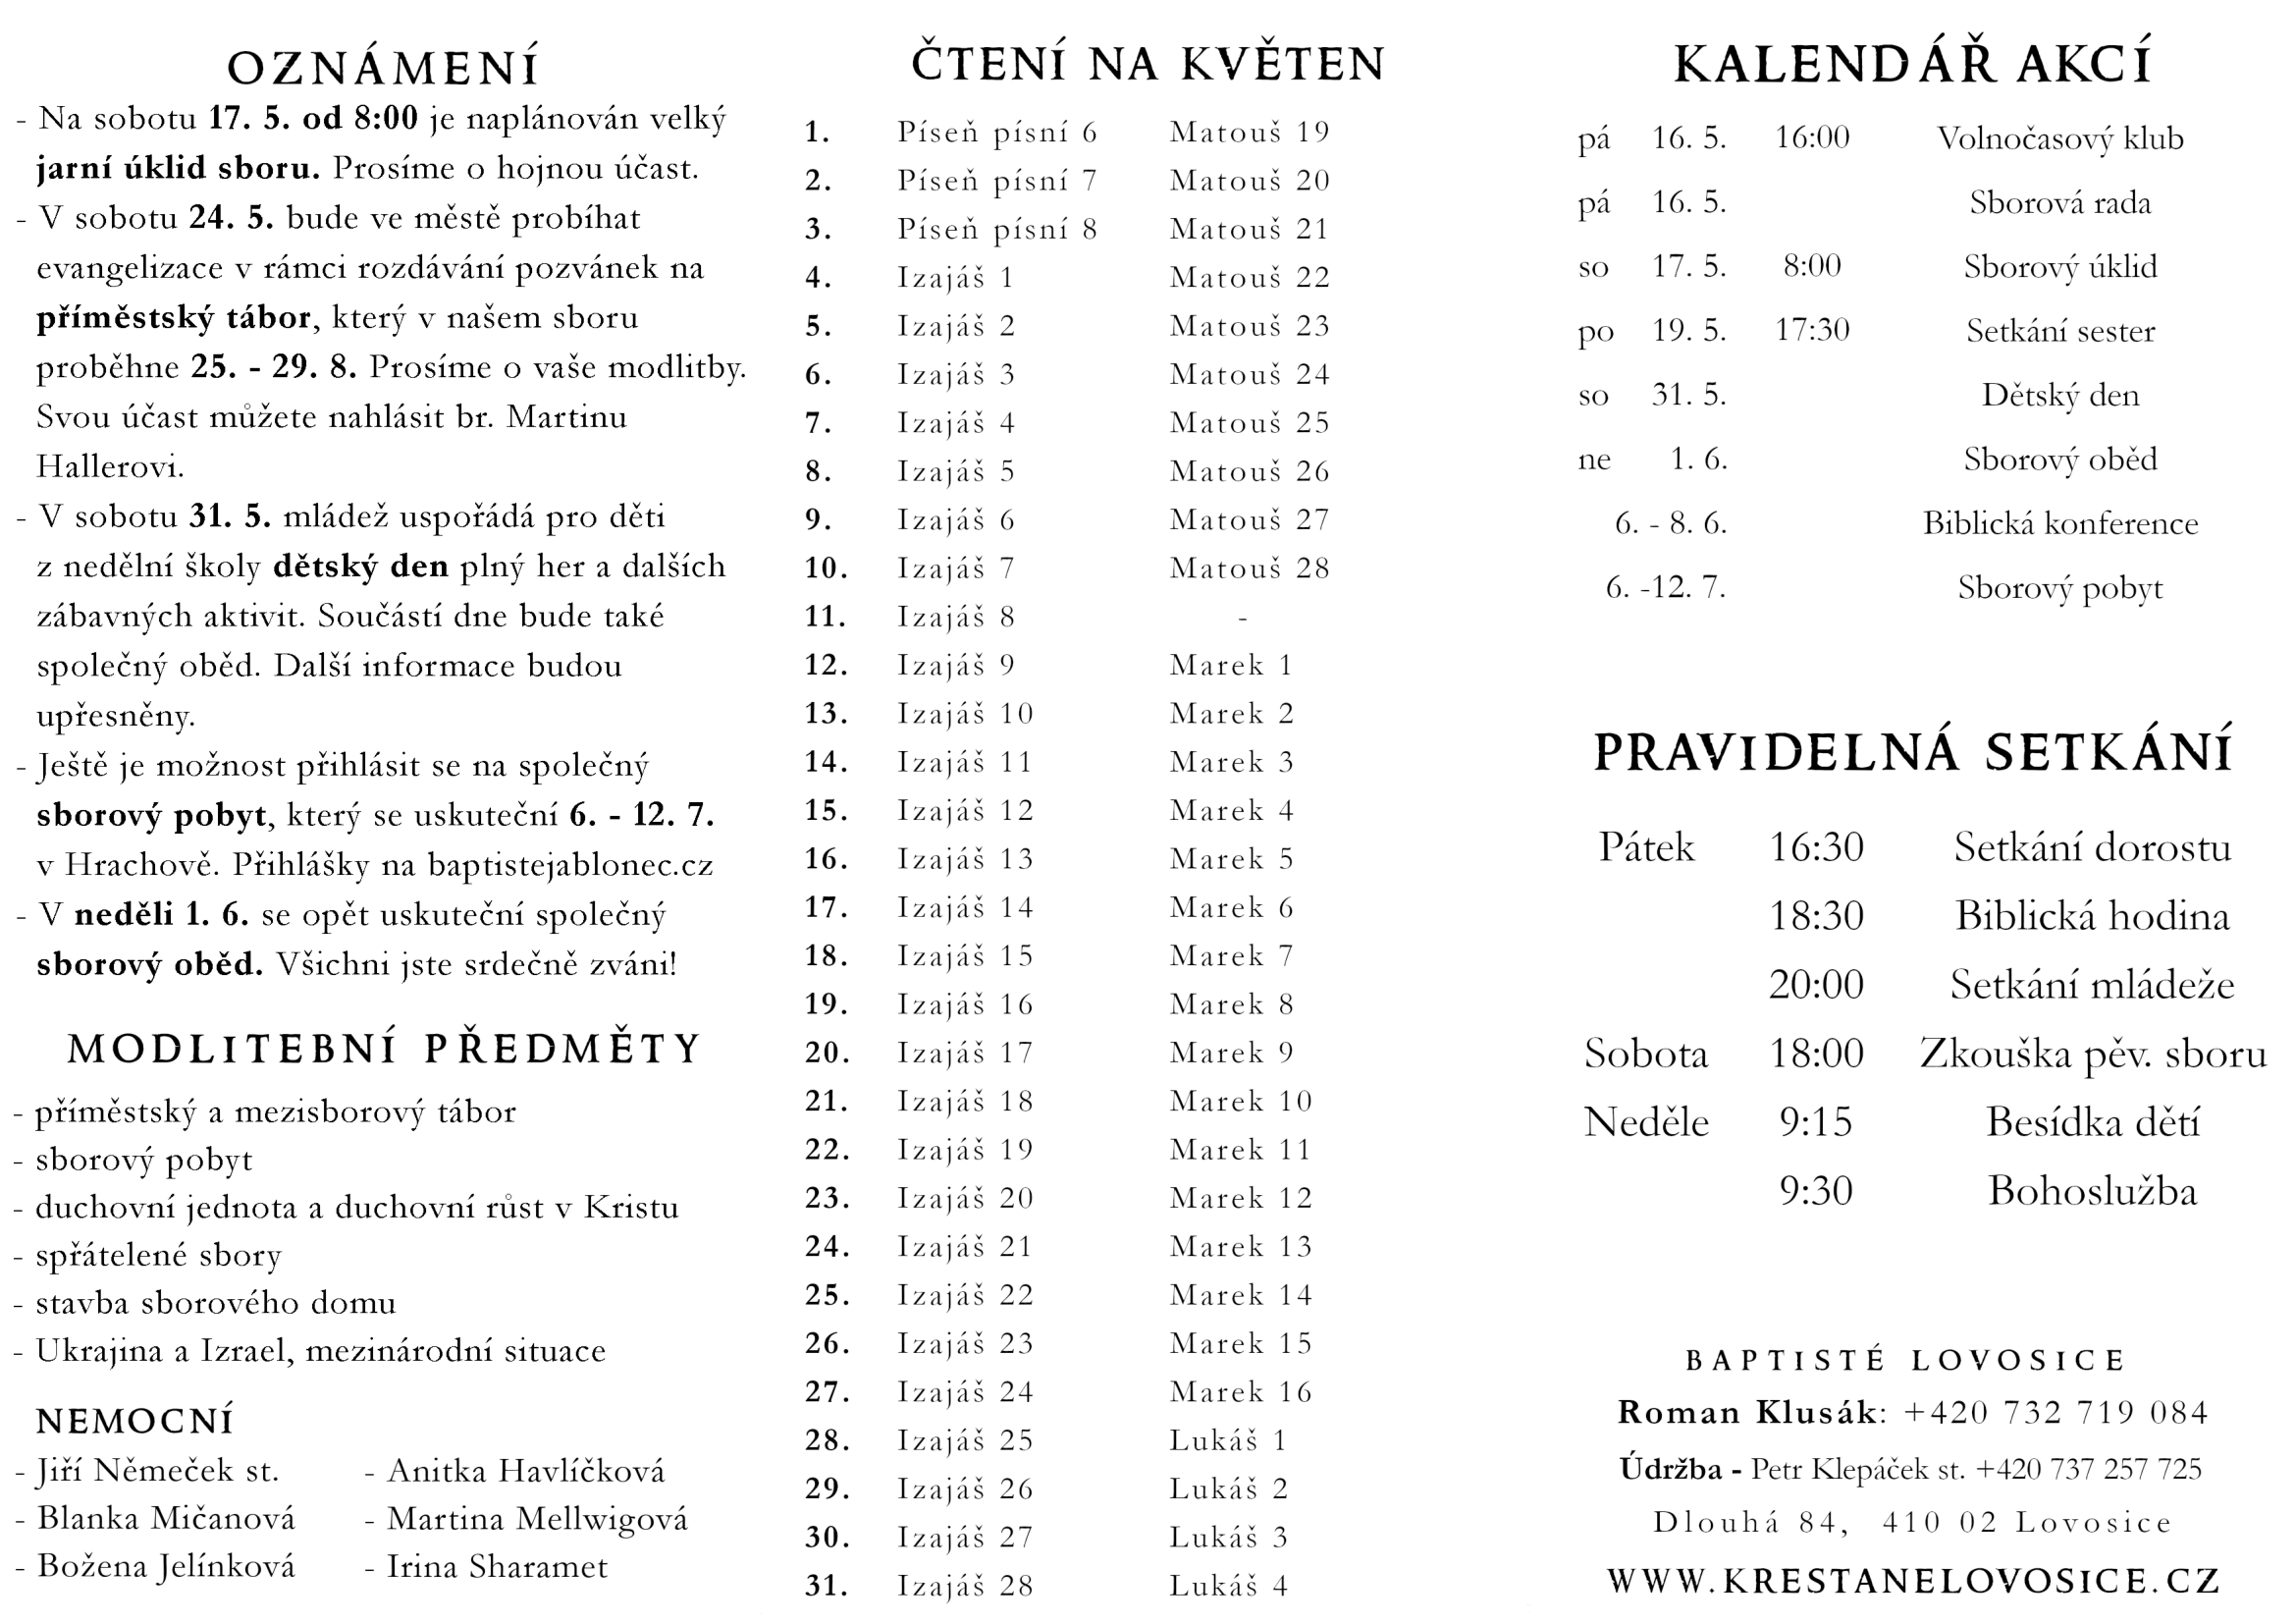 OZNÁMENÍ
- Na sobotu 17. 5. od 8:00 je naplánován velký
jarní úklid sboru. Prosíme o hojnou účast.
- V sobotu 24. 5. bude ve městě probíhat
evangelizace v rámci rozdávání pozvánek na
příměstský tábor, který v našem sboru
proběhne 25. - 29. 8. Prosíme o vaše modlitby.
Svou účast můžete nahlásit br. Martinu
Hallerovi.
- V sobotu 31. 5. mládež uspořádá pro děti
z nedělní školy dětský den plný her a dalších
zábavných aktivit. Součástí dne bude také
společný oběd. Další informace budou
upřesněny.
- Ještě je možnost přihlásit se na společný
sborový pobyt, který se uskuteční 6. - 12. 7.
v Hrachově. Přihlášky na baptistejablonec.cz
- V neděli 1. 6. se opět uskuteční společný
sborový oběd. Všichni jste srdečně zváni!
MODLITEBNÍ PŘEDMĚTY
- příměstský a mezisborový tábor
- sborový pobyt
- duchovní jednota a duchovní růst v Kristu
- spřátelené sbory
- stavba sborového domu
- Ukrajina a Izrael, mezinárodní situace
NEMOCNÍ
- Jiří Němeček st. - Anitka Havlíčková
- Blanka Mičanová - Martina Mellwigová
- Božena Jelínková - Irina Sharamet
ČTENÍ NA KVĚTEN
1. Píseň písní 6 Matouš 19
2. Píseň písní 7 Matouš 20
3. Píseň písní 8 Matouš 21
4. Izajáš 1 Matouš 22
5. Izajáš 2 Matouš 23
6. Izajáš 3 Matouš 24
7. Izajáš 4 Matouš 25
8. Izajáš 5 Matouš 26
9. Izajáš 6 Matouš 27
10. Izajáš 7 Matouš 28
11. Izajáš 8 -
12. Izajáš 9 Marek 1
13. Izajáš 10 Marek 2
14. Izajáš 11 Marek 3
15. Izajáš 12 Marek 4
16. Izajáš 13 Marek 5
17. Izajáš 14 Marek 6
18. Izajáš 15 Marek 7
19. Izajáš 16 Marek 8
20. Izajáš 17 Marek 9
21. Izajáš 18 Marek 10
22. Izajáš 19 Marek 11
23. Izajáš 20 Marek 12
24. Izajáš 21 Marek 13
25. Izajáš 22 Marek 14
26. Izajáš 23 Marek 15
27. Izajáš 24 Marek 16
28. Izajáš 25 Lukáš 1
29. Izajáš 26 Lukáš 2
30. Izajáš 27 Lukáš 3
31. Izajáš 28 Lukáš 4
KALENDÁŘ AKCÍ
pá 16. 5. 16:00 Volnočasový klub
pá 16. 5. Sborová rada
so 17. 5. 8:00 Sborový úklid
po 19. 5. 17:30 Setkání sester
so 31. 5. Dětský den
ne 1. 6. Sborový oběd
6. - 8. 6. Biblická konference
6. -12. 7. Sborový pobyt
PRAVIDELNÁ SETKÁNÍ
Pátek 16:30 Setkání dorostu
18:30 Biblická hodina
20:00 Setkání mládeže
Sobota 18:00 Zkouška pěv. sboru
Neděle 9:15 Besídka dětí
9:30 Bohoslužba
BAPTISTÉ LOVOSICE
Roman Klusák: +420 732 719 084
Údržba - Petr Klepáček st. +420 737 257 725
Dlouhá 84, 410 02 Lovosice
WWW.KRESTANELOVOSICE.CZ